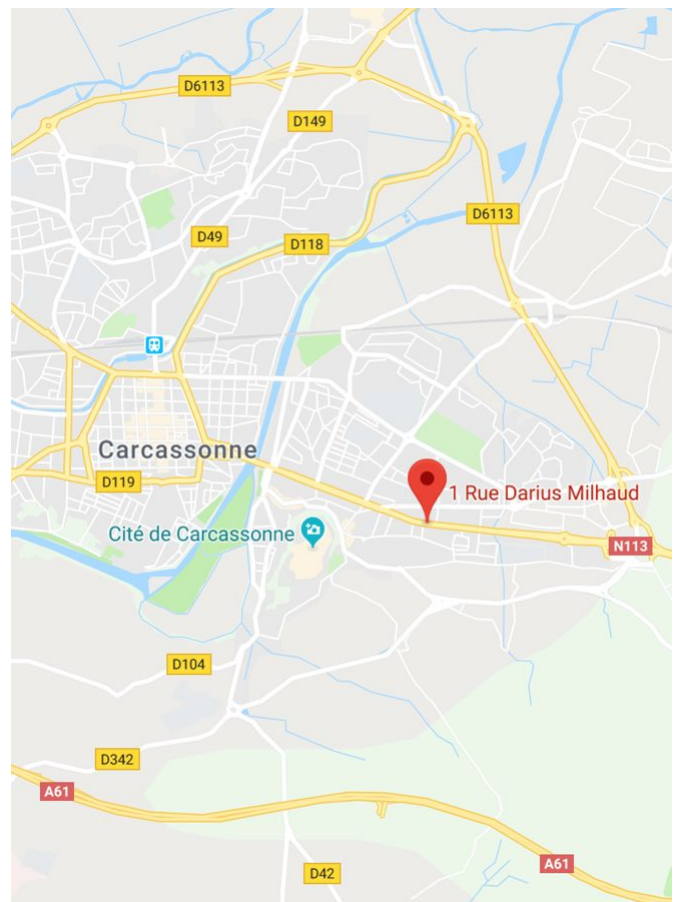 D6113
D149
D6113
D49
D118
Carcassonne
D119
1 Rue Darius Milhaud
Cité de Carcassonne
N113
D104
D342
A61
A61
D42